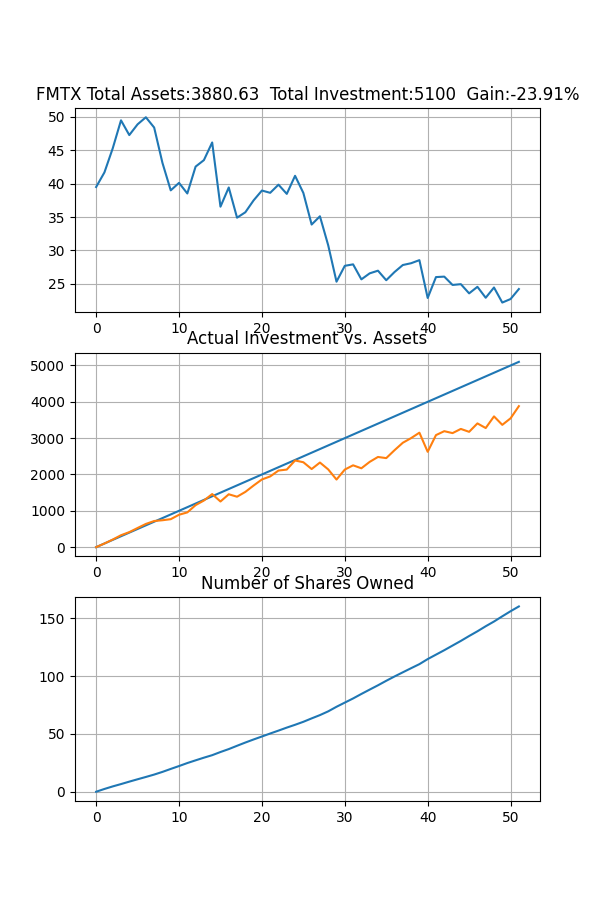 FMTX Total Assets:3880.63  Total Investment:5100  Gain:-23.91%
50
45
40
35
30
25
0 10 20 30 40 50
Actual Investment vs. Assets
5000
4000
3000
2000
1000
0
0 10 20 30 40 50
Number of Shares Owned
150
100
50
0
0 10 20 30 40 50